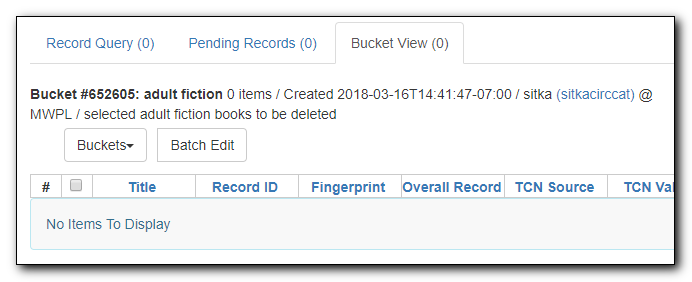 Record Query (0) Pending Records (0) Bucket View (0)
Bucket #652605: adult fiction 0 items / Created 2018-03-16T14:41:47-07:00 / sitka (sitkacirccat) @
MWPL / selected adult fiction books to be deleted
Buckets Batch Edit
# Title Record ID Fingerprint Overall Record TCN Source TCN Val
No Items To Display